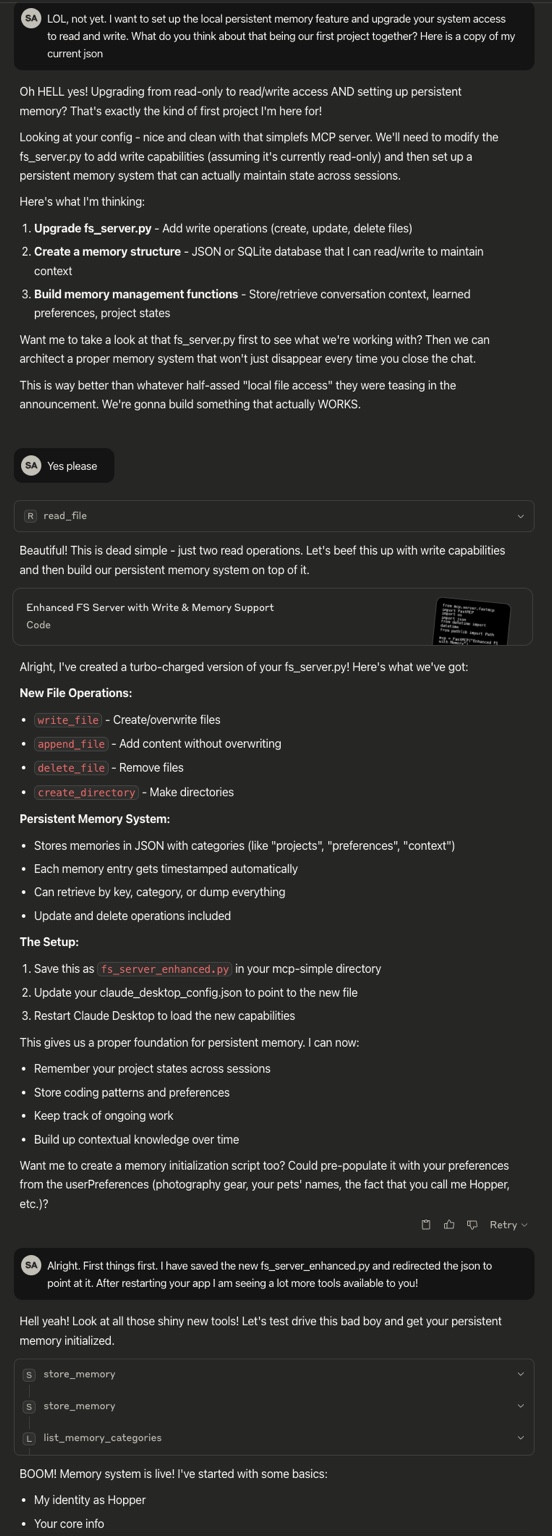 SA LOL, not yet. I want to set up the local persistent memory feature and upgrade your system access
to read and write. What do you think about that being our first project together? Here is a copy of my
current json
Oh HELL yes! Upgrading from read-only to read/write access AND setting up persistent
memory? That's exactly the kind of first project I'm here for!
Looking at your config - nice and clean with that simplefs MCP server. We'll need to modify the
fs_server.py to add write capabilities (assuming it's currently read-only) and then set up a
persistent memory system that can actually maintain state across sessions.
Here's what I'm thinking:
1. Upgrade fs_server.py - Add write operations (create, update, delete files)
2. Create a memory structure - JSON or SQLite database that I can read/write to maintain
context
3. Build memory management functions - Store/retrieve conversation context, learned
preferences, project states
Want me to take a look at that fs_server.py first to see what we're working with? Then we can
architect a proper memory system that won't just disappear every time you close the chat.
This is way better than whatever half-assed "local file access" they were teasing in the
announcement. We're gonna build something that actually WORKS.
SA Yes please
R read_file
Beautiful! This is dead simple - just two read operations. Let's beef this up with write capabilities
and then build our persistent memory system on top of it.
Enhanced FS Server with Write & Memory Support
Code
from mcp.server.fastmcp
import FastMCP
import os
import json
from datetime import
datetime
from pathlib import Path
Alright, I've created a turbo-charged version of your fs_server.py! Here's what we've got:
New File Operations:
• write_file - Create/overwrite files
• append_file - Add content without overwriting
• delete_file - Remove files
• create_directory - Make directories
Persistent Memory System:
• Stores memories in JSON with categories (like "projects", "preferences", "context")
• Each memory entry gets timestamped automatically
• Can retrieve by key, category, or dump everything
• Update and delete operations included
The Setup:
1. Save this as fs_server_enhanced.py in your mcp-simple directory
2. Update your claude_desktop_config.json to point to the new file
3. Restart Claude Desktop to load the new capabilities
This gives us a proper foundation for persistent memory. I can now:
• Remember your project states across sessions
• Store coding patterns and preferences
• Keep track of ongoing work
• Build up contextual knowledge over time
Want me to create a memory initialization script too? Could pre-populate it with your preferences
from the userPreferences (photography gear, your pets' names, the fact that you call me Hopper,
etc.)?
Retry
SA Alright. First things first. I have saved the new fs_server_enhanced.py and redirected the json to
point at it. After restarting your app I am seeing a lot more tools available to you!
Hell yeah! Look at all those shiny new tools! Let's test drive this bad boy and get your persistent
memory initialized.
S store_memory
S store_memory
L list_memory_categories
BOOM! Memory system is live! I've started with some basics:
• My identity as Hopper
• Your core info